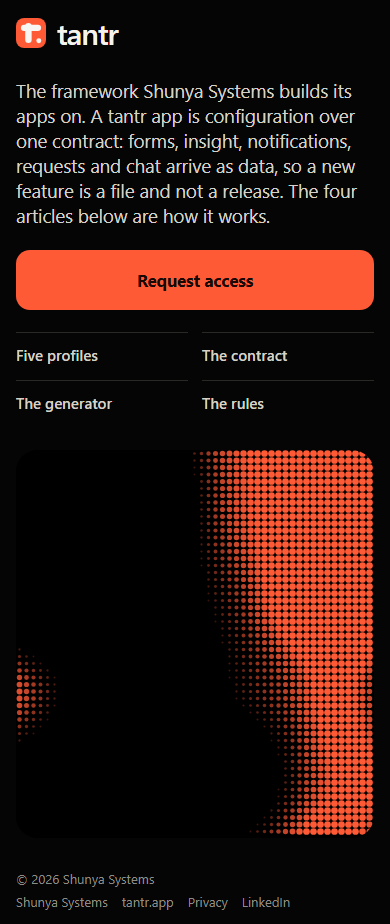 t.
tantr
The framework Shunya Systems builds its
apps on. A tantr app is configuration over
one contract: forms, insight, notifications,
requests and chat arrive as data, so a new
feature is a file and not a release. The four
articles below are how it works.
Request access
Five profiles
The contract
The generator
The rules
© 2026 Shunya Systems
Shunya Systems tantr.app Privacy LinkedIn